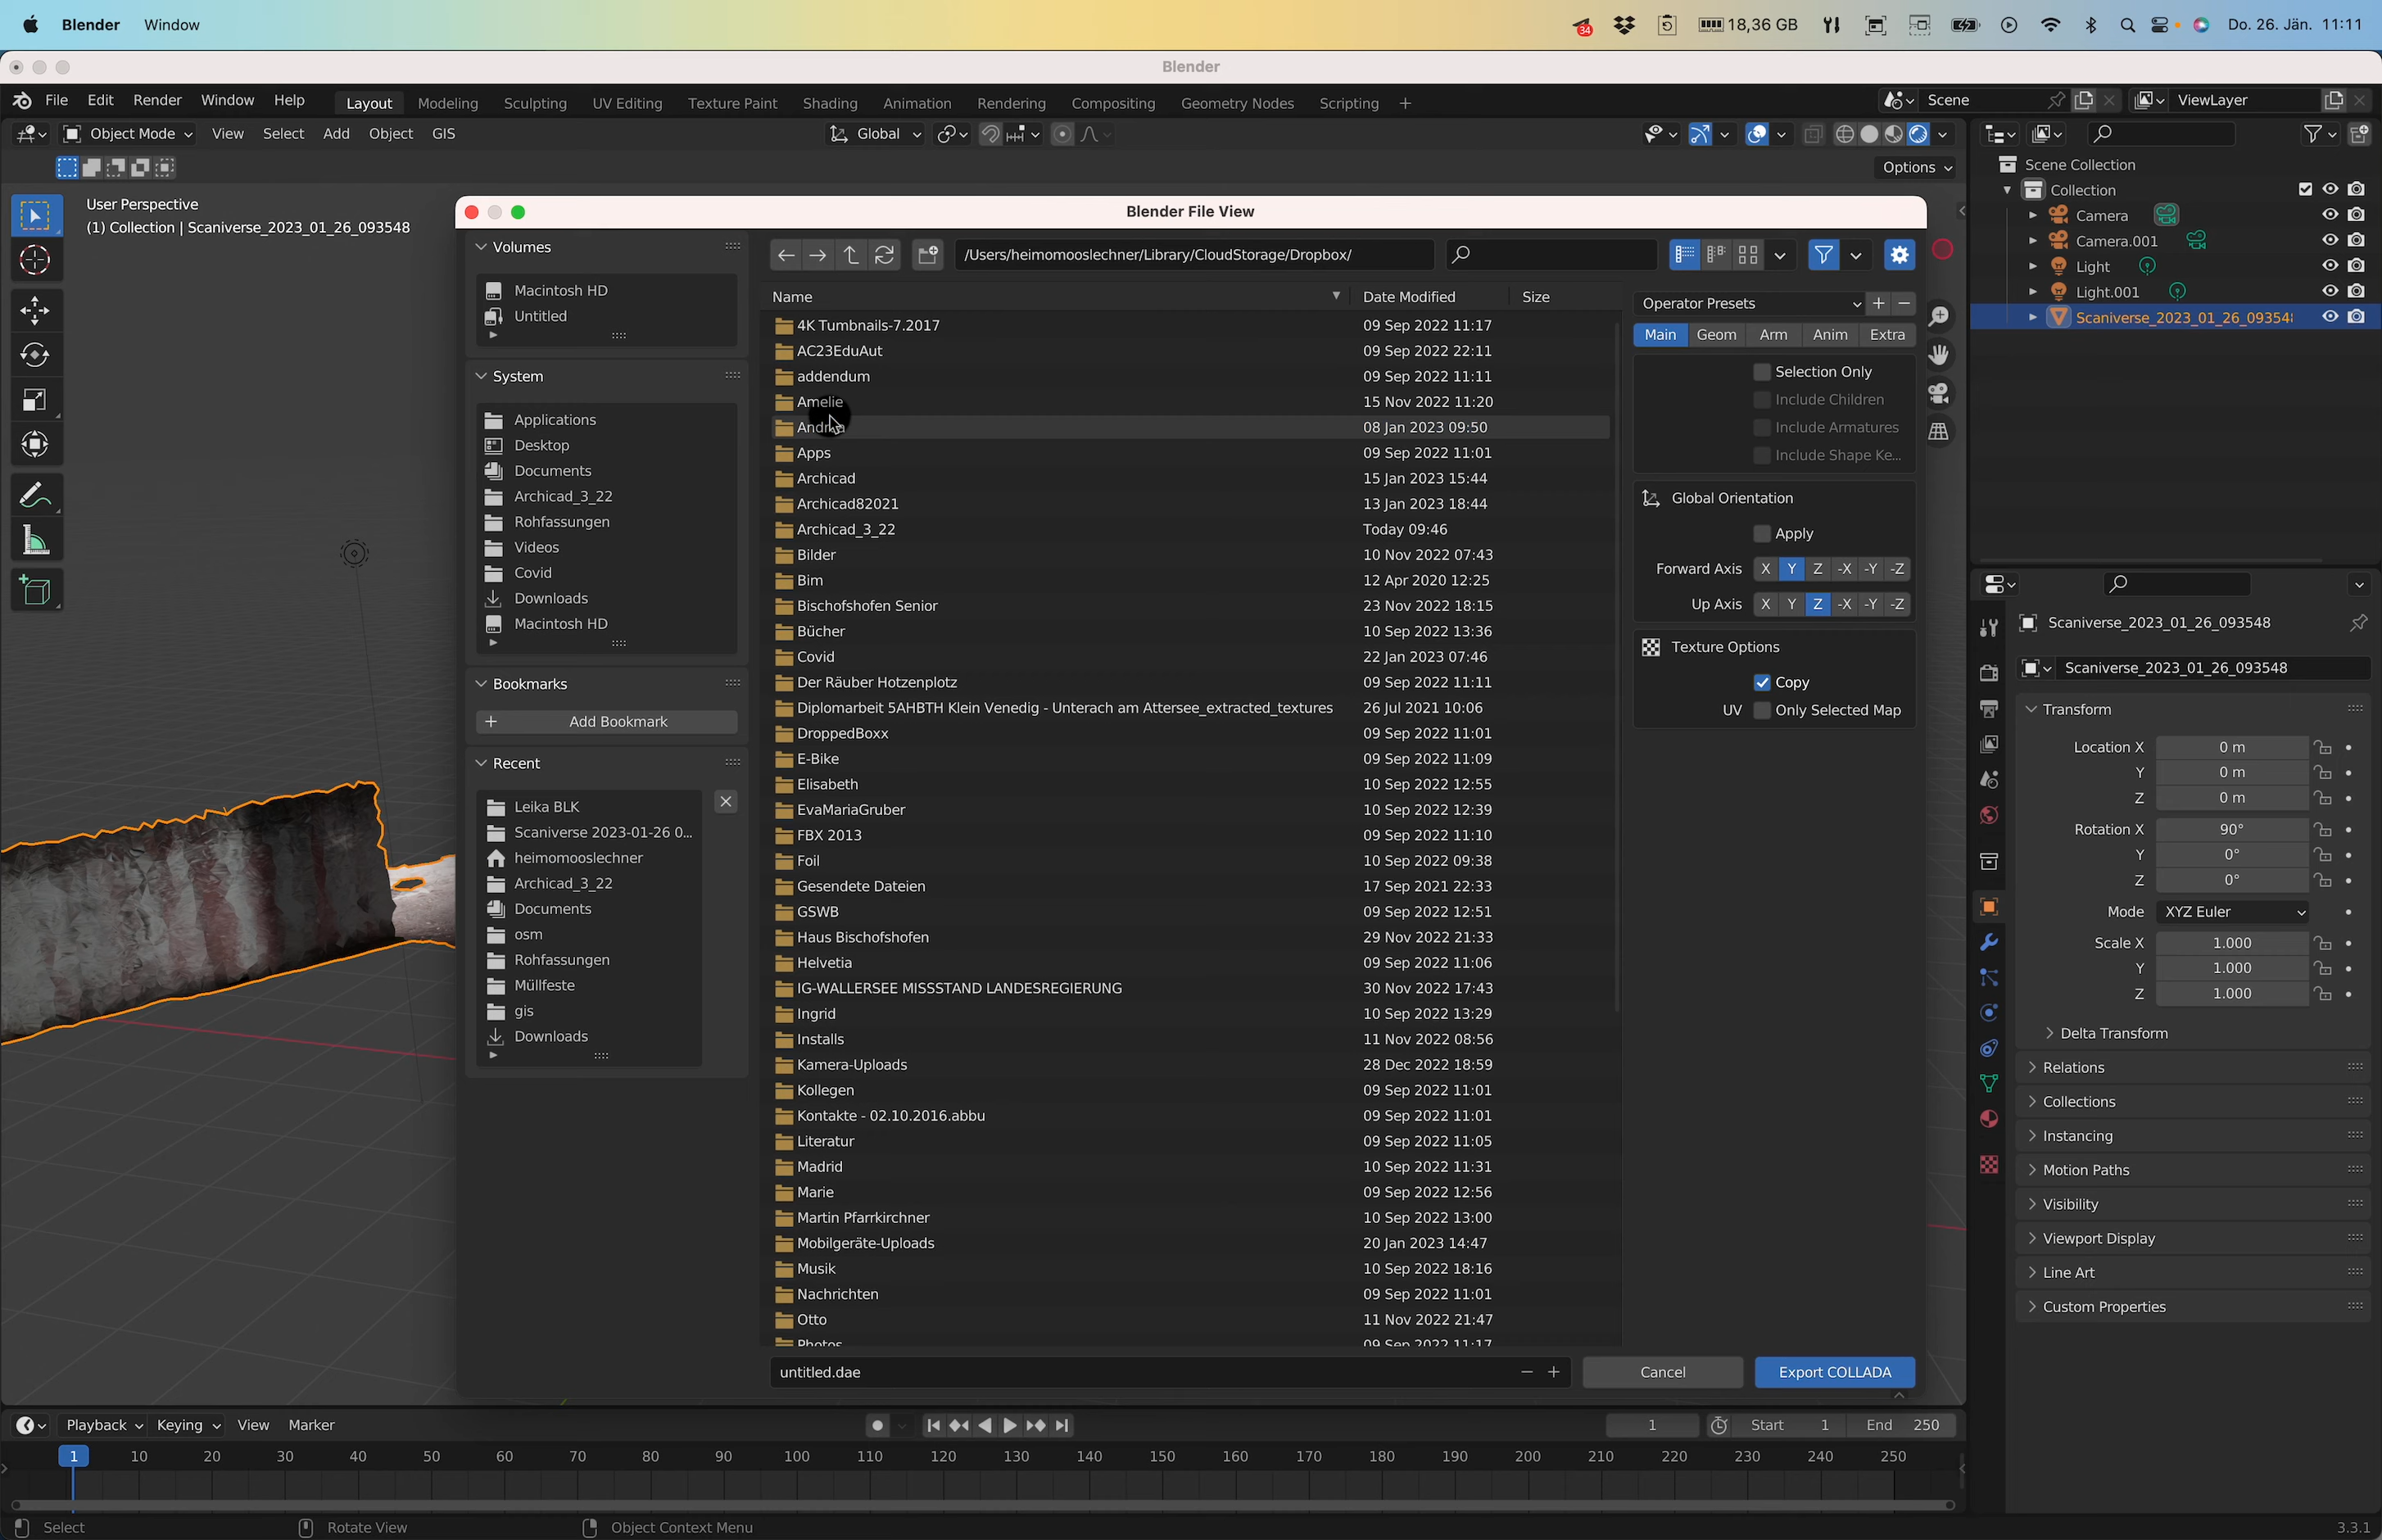 Blender Window 34 18,36 GB Do. 26. Jän. 11:11
Blender
File Edit Render Window Help Layout Modeling Sculpting UV Editing Texture Paint Shading Animation Rendering Compositing Geometry Nodes Scripting + Scene ViewLayer
Object Mode View Select Add Object GIS Global
Options
User Perspective
(1) Collection | Scaniverse_2023_01_26_093548
Blender File View
Volumes
Macintosh HD
Untitled
System
Applications
Desktop
Documents
Archicad_3_22
Rohfassungen
Videos
Covid
Downloads
Macintosh HD
Bookmarks
+ Add Bookmark
Recent
Leika BLK
Scaniverse 2023-01-26 0...
heimomooslechner
Archicad_3_22
Documents
osm
Rohfassungen
Müllfeste
gis
Downloads
/Users/heimomooslechner/Library/CloudStorage/Dropbox/
Name Date Modified Size
4K Tumbnails-7.2017 09 Sep 2022 11:17
AC23EduAut 09 Sep 2022 22:11
addendum 09 Sep 2022 11:11
Amelie 15 Nov 2022 11:20
08 Jan 2023 09:50
Apps 09 Sep 2022 11:01
Archicad 15 Jan 2023 15:44
Archicad82021 13 Jan 2023 18:44
Archicad_3_22 Today 09:46
Bilder 10 Nov 2022 07:43
Bim 12 Apr 2020 12:25
Bischofshofen Senior 23 Nov 2022 18:15
Bücher 10 Sep 2022 13:36
Covid 22 Jan 2023 07:46
Der Räuber Hotzenplotz 09 Sep 2022 11:11
Diplomarbeit 5AHBTH Klein Venedig - Unterach am Attersee_extracted_textures 26 Jul 2021 10:06
DroppedBoxx 09 Sep 2022 11:01
E-Bike 09 Sep 2022 11:09
Elisabeth 10 Sep 2022 12:55
EvaMariaGruber 10 Sep 2022 12:39
FBX 2013 09 Sep 2022 11:10
Foil 10 Sep 2022 09:38
Gesendete Dateien 17 Sep 2021 22:33
GSWB 09 Sep 2022 12:51
Haus Bischofshofen 29 Nov 2022 21:33
Helvetia 09 Sep 2022 11:06
IG-WALLERSEE MISSSTAND LANDESREGIERUNG 30 Nov 2022 17:43
Ingrid 10 Sep 2022 13:29
Installs 11 Nov 2022 08:56
Kamera-Uploads 28 Dec 2022 18:59
Kollegen 09 Sep 2022 11:01
Kontakte - 02.10.2016.abbu 09 Sep 2022 11:01
Literatur 09 Sep 2022 11:05
Madrid 10 Sep 2022 11:31
Marie 09 Sep 2022 12:56
Martin Pfarrkirchner 10 Sep 2022 13:00
Mobilgeräte-Uploads 20 Jan 2023 14:47
Musik 10 Sep 2022 18:16
Nachrichten 09 Sep 2022 11:01
Otto 11 Nov 2022 21:47
Photos 09 Sep 2022 11:17
untitled.dae − + Cancel Export COLLADA
Operator Presets + −
Main Geom Arm Anim Extra
Selection Only
Include Children
Include Armatures
Include Shape Ke...
Global Orientation
Apply
Forward Axis X Y Z -X -Y -Z
Up Axis X Y Z -X -Y -Z
Texture Options
Copy
UV Only Selected Map
Scene Collection
Collection
Camera
Camera.001
Light
Light.001
Scaniverse_2023_01_26_09354
Scaniverse_2023_01_26_093548
Scaniverse_2023_01_26_093548
Transform
Location X 0 m
Y 0 m
Z 0 m
Rotation X 90°
Y 0°
Z 0°
Mode XYZ Euler
Scale X 1.000
Y 1.000
Z 1.000
Delta Transform
Relations
Collections
Instancing
Motion Paths
Visibility
Viewport Display
Line Art
Custom Properties
Playback Keying View Marker 1 Start 1 End 250
1 10 20 30 40 50 60 70 80 90 100 110 120 130 140 150 160 170 180 190 200 210 220 230 240 250
Select Rotate View Object Context Menu 3.3.1